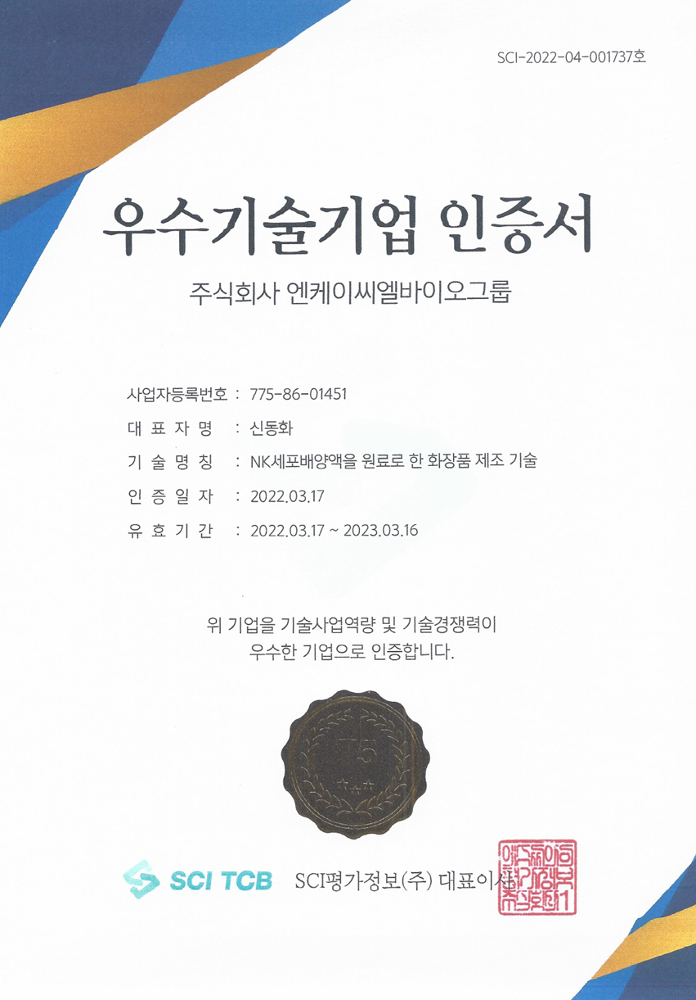 SCI-2022-04-001737호
우수기술기업 인증서
주식회사 엔케이씨엘바이오그룹
사업자등록번호 : 775-86-01451
대 표 자 명 : 신동화
기 술 명 칭 : NK세포배양액을 원료로 한 화장품 제조 기술
인 증 일 자 : 2022.03.17
유 효 기 간 : 2022.03.17 ~ 2023.03.16
위 기업을 기술사업역량 및 기술경쟁력이
우수한 기업으로 인증합니다.
SCI TCB SCI평가정보(주) 대표이사